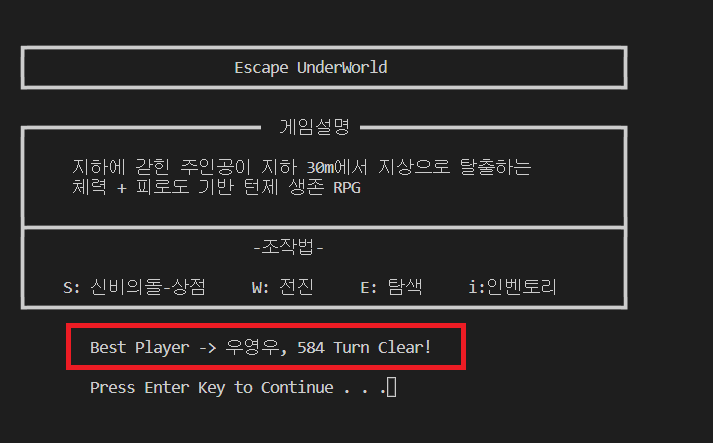 Escape UnderWorld
게임설명
지하에 갇힌 주인공이 지하 30m에서 지상으로 탈출하는
체력 + 피로도 기반 턴제 생존 RPG
-조작법-
S: 신비의돌-상점 W: 전진 E: 탐색 i:인벤토리
Best Player -> 우영우, 584 Turn Clear!
Press Enter Key to Continue . . .